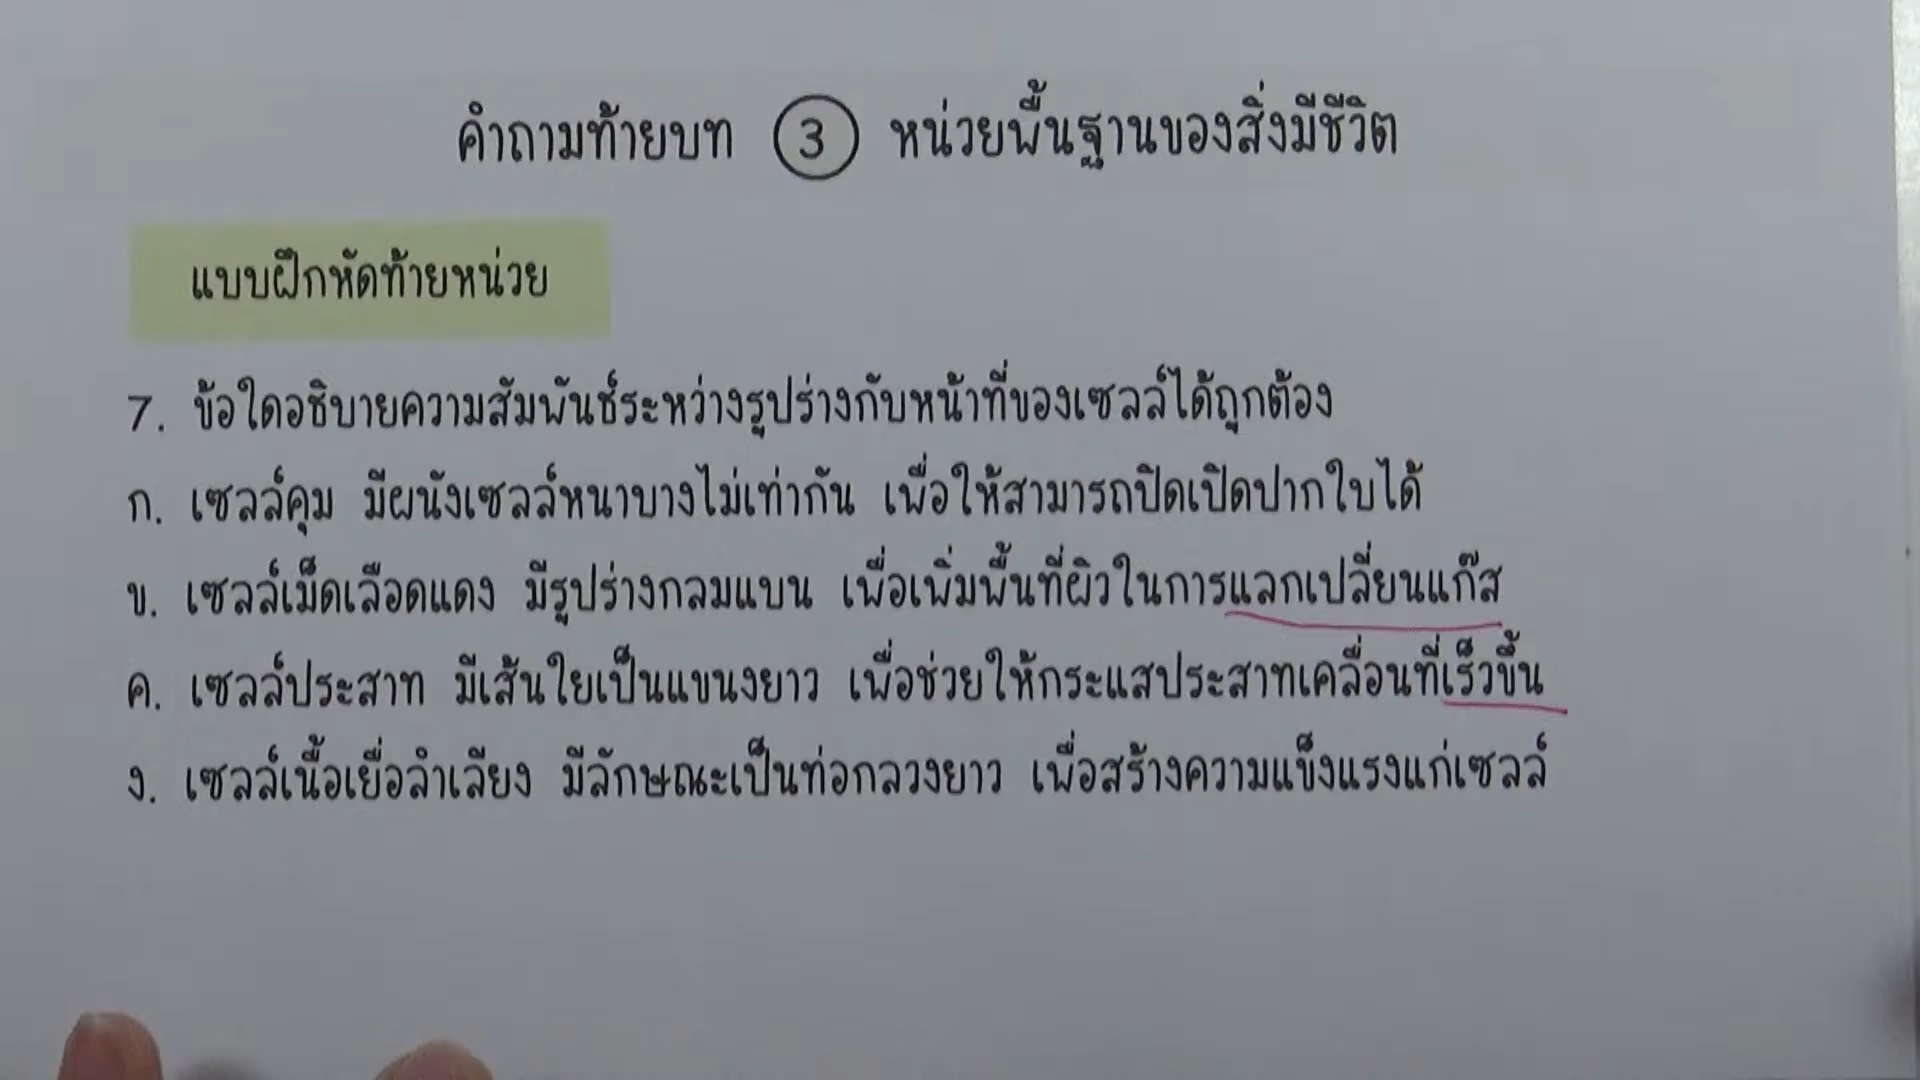 คำถามท้ายบท 3 หน่วยพื้นฐานของสิ่งมีชีวิต
แบบฝึกหัดท้ายหน่วย
7. ข้อใดอธิบายความสัมพันธ์ระหว่างรูปร่างกับหน้าที่ของเซลล์ได้ถูกต้อง
ก. เซลล์คุม มีผนังเซลล์หนาบางไม่เท่ากัน เพื่อให้สามารถปิดเปิดปากใบได้
ข. เซลล์เม็ดเลือดแดง มีรูปร่างกลมแบน เพื่อเพิ่มพื้นที่ผิวในการแลกเปลี่ยนแก๊ส
ค. เซลล์ประสาท มีเส้นใยเป็นแขนงยาว เพื่อช่วยให้กระแสประสาทเคลื่อนที่เร็วขึ้น
ง. เซลล์เนื้อเยื่อลำเลียง มีลักษณะเป็นท่อกลวงยาว เพื่อสร้างความแข็งแรงแก่เซลล์